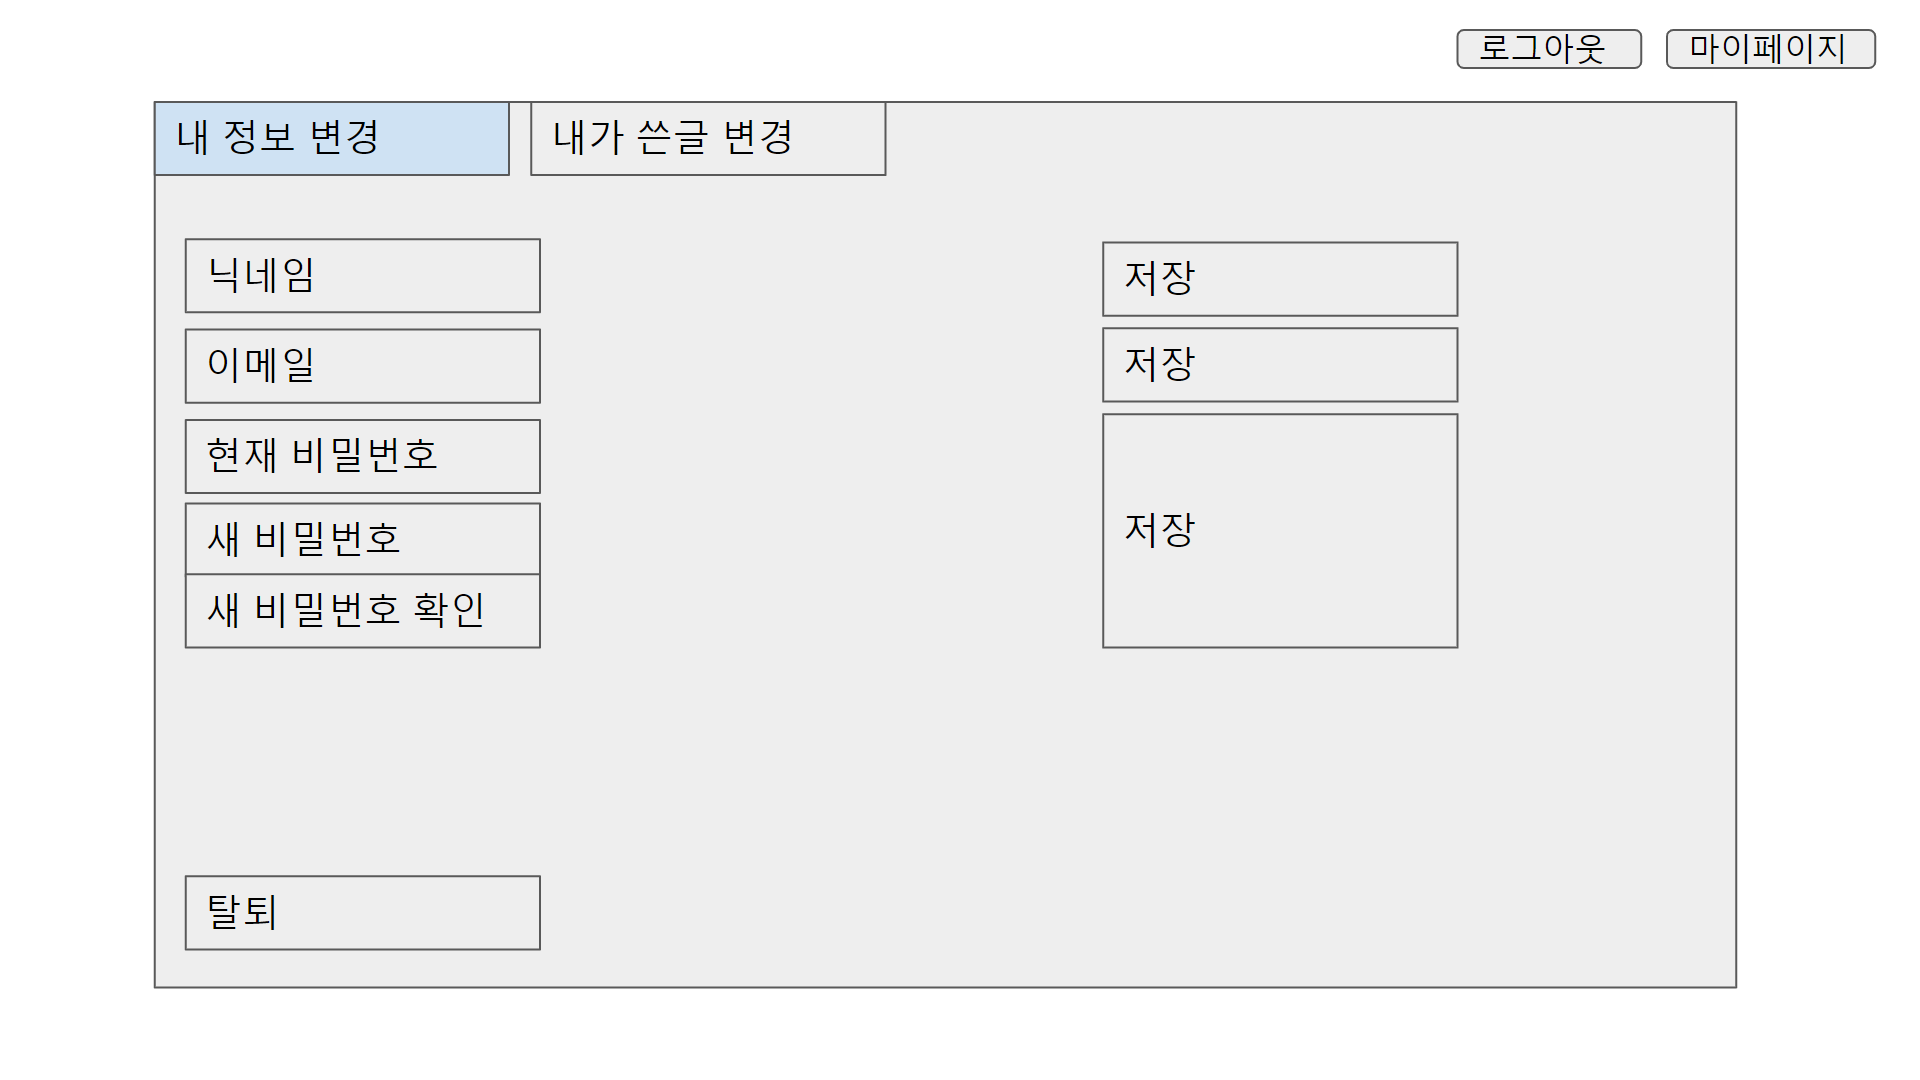 로그아웃
마이페이지
내 정보 변경
내가 쓴글 변경
닉네임
저장
이메일
저장
현재 비밀번호
새 비밀번호
저장
새 비밀번호 확인
탈퇴